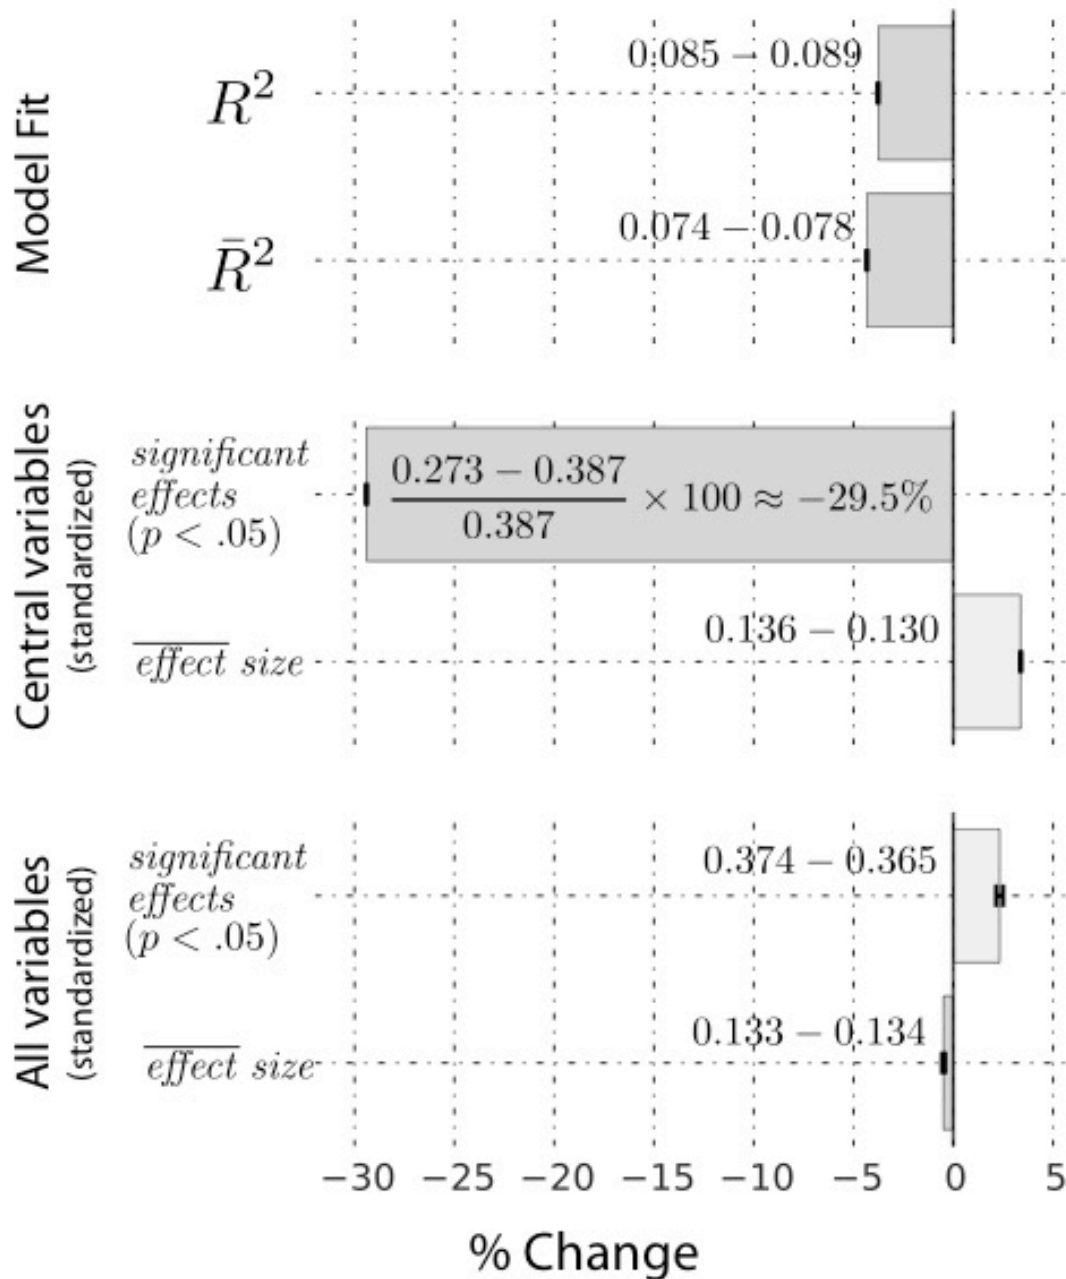 Model Fit
R²
0.085 − 0.089
R̄²
0.074 − 0.078
Central variables
(standardized)
significant
effects
(p < .05)
0.273 − 0.387
0.387
× 100 ≈ −29.5%
effect size
0.136 − 0.130
All variables
(standardized)
significant
effects
(p < .05)
0.374 − 0.365
effect size
0.133 − 0.134
−30 −25 −20 −15 −10 −5 0 5
% Change